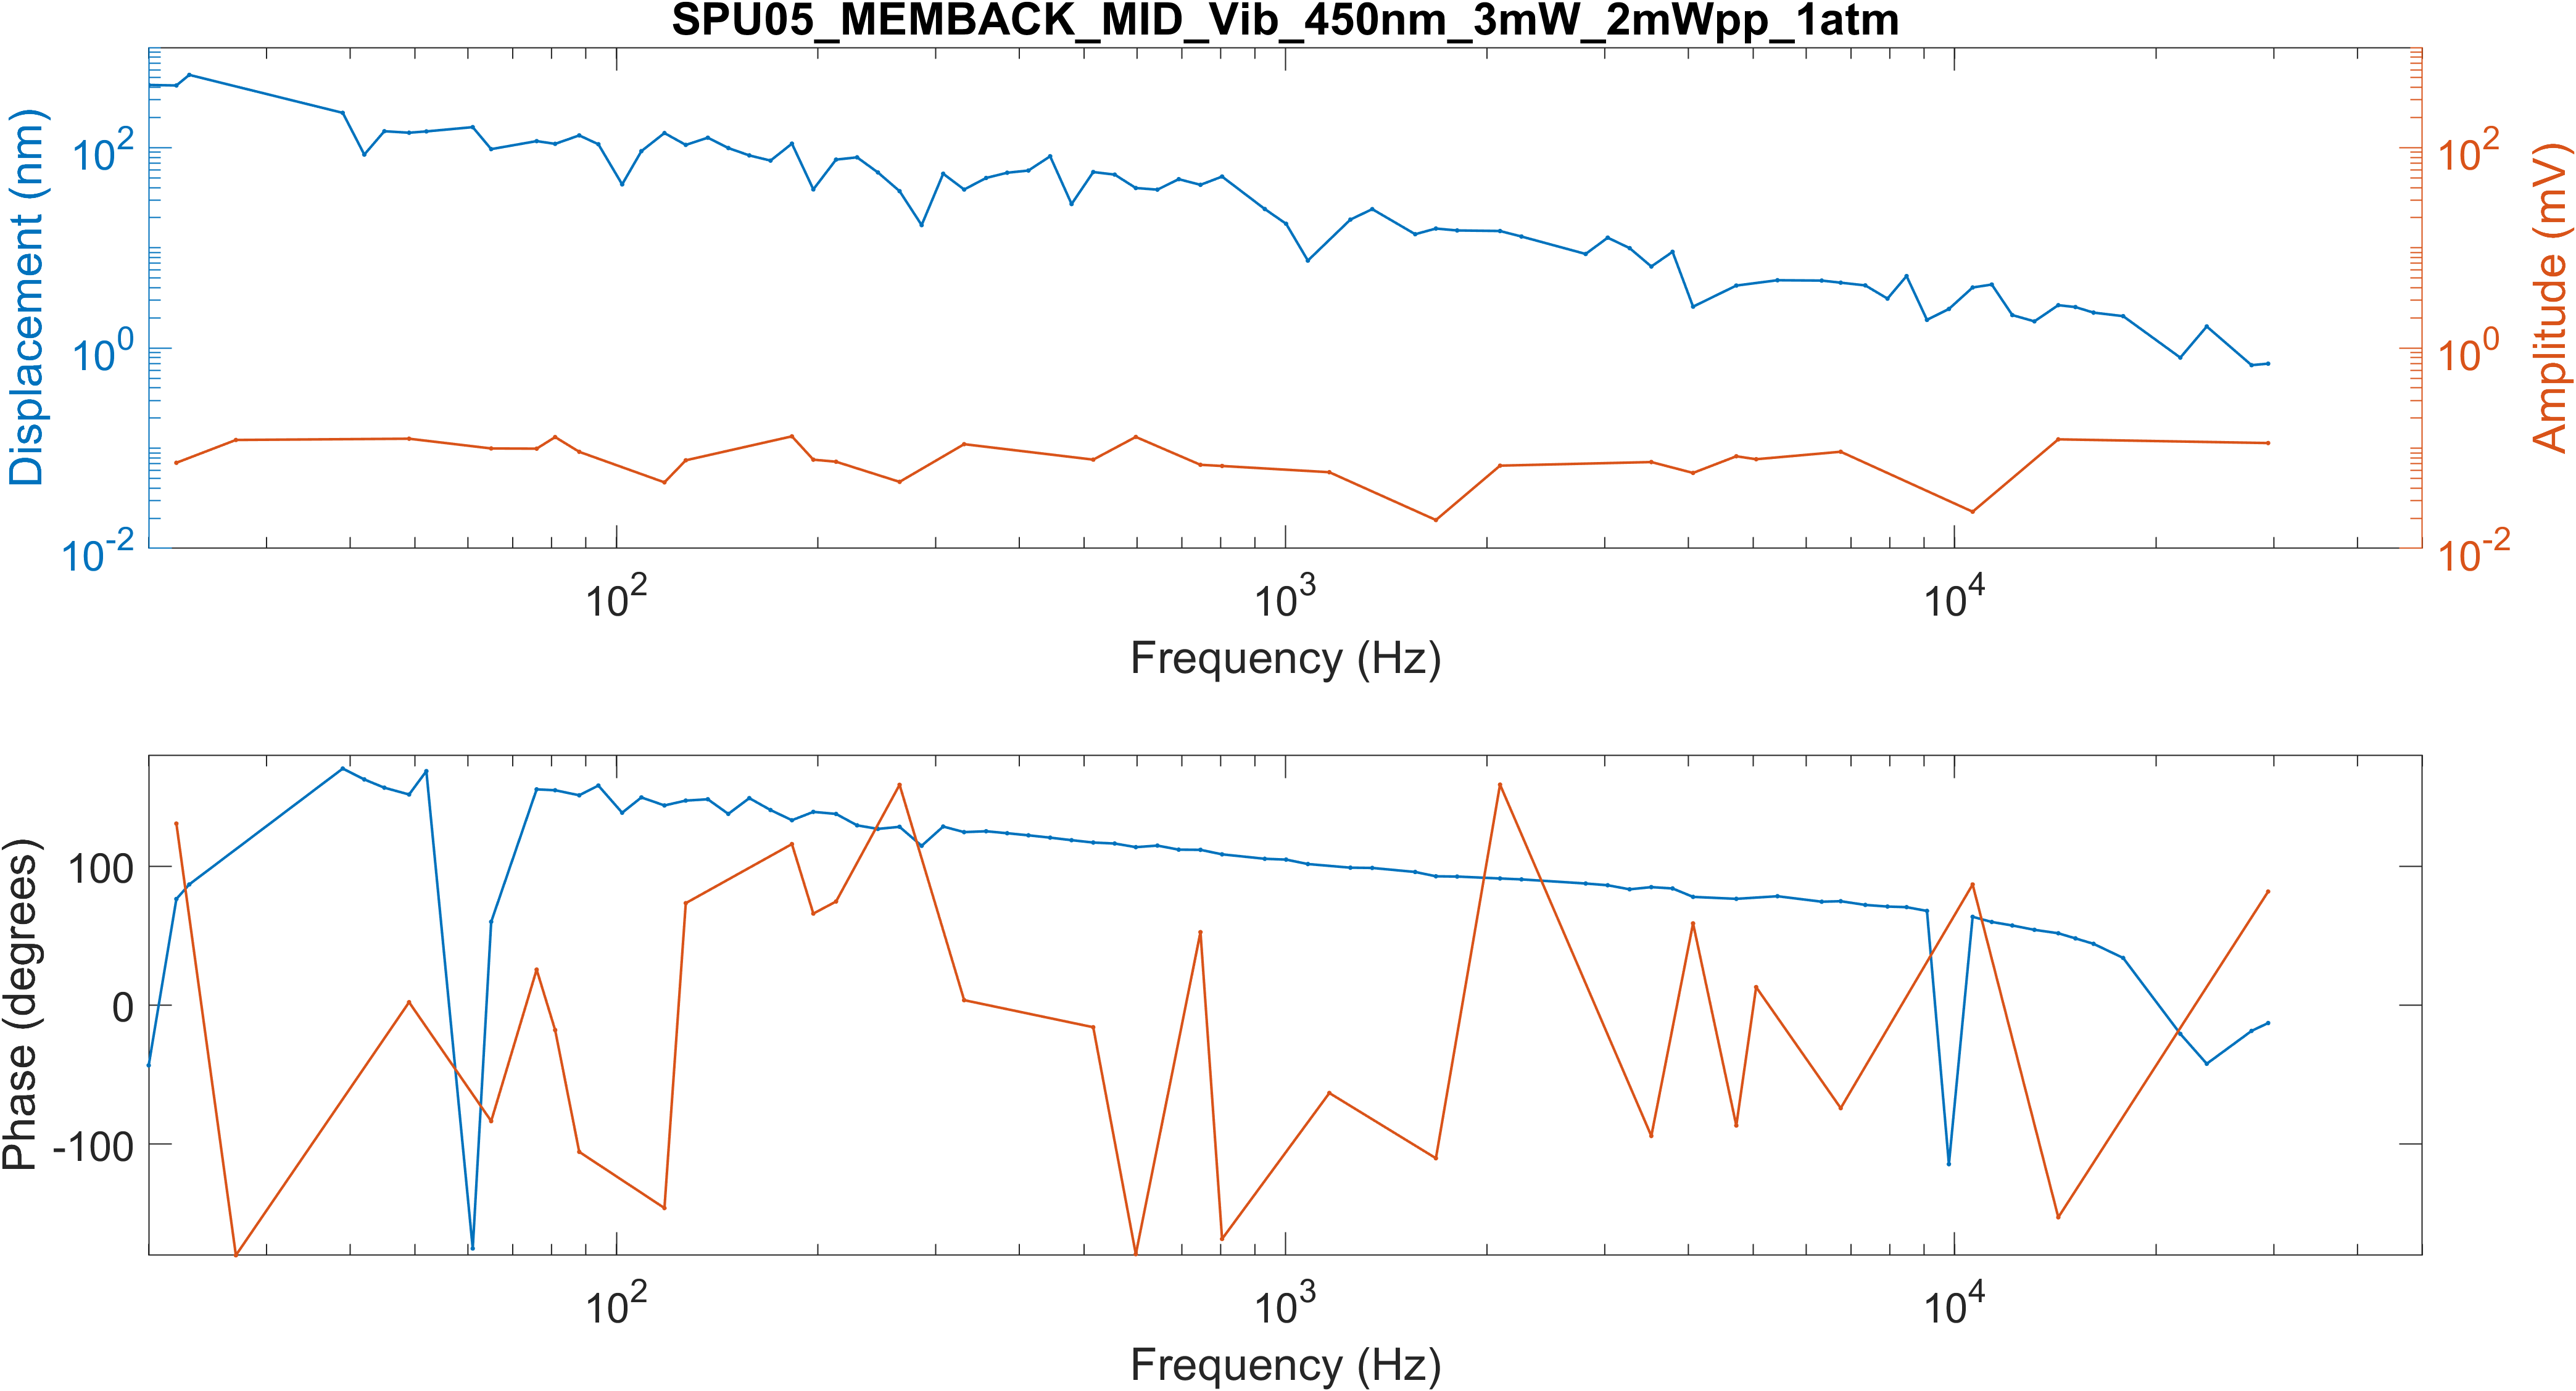 SPU05_MEMBACK_MID_Vib_450nm_3mW_2mWpp_1atm
Displacement (nm)
10^2
10^0
10^-2
10^2
10^0
10^-2
Amplitude (mV)
10^2
10^3
10^4
Frequency (Hz)
Phase (degrees)
100
0
-100
10^2
10^3
10^4
Frequency (Hz)